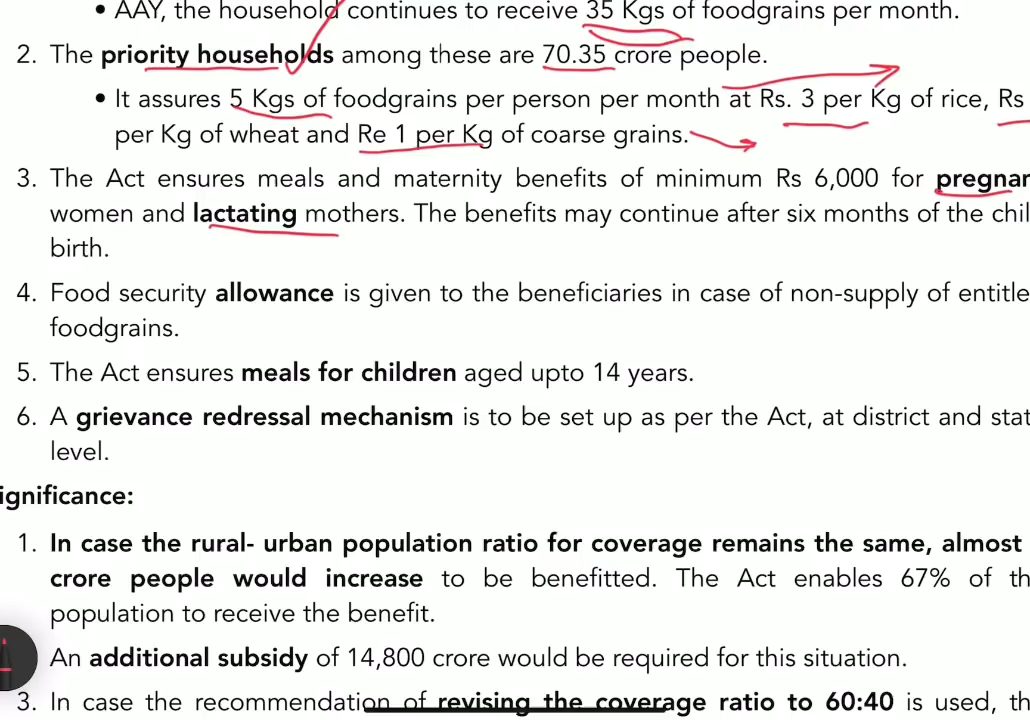 • AAY, the household continues to receive 35 Kgs of foodgrains per month.
2. The priority households among these are 70.35 crore people.
• It assures 5 Kgs of foodgrains per person per month at Rs. 3 per Kg of rice, Rs
per Kg of wheat and Re 1 per Kg of coarse grains.
3. The Act ensures meals and maternity benefits of minimum Rs 6,000 for pregnan
women and lactating mothers. The benefits may continue after six months of the chil
birth.
4. Food security allowance is given to the beneficiaries in case of non-supply of entitle
foodgrains.
5. The Act ensures meals for children aged upto 14 years.
6. A grievance redressal mechanism is to be set up as per the Act, at district and stat
level.
ignificance:
1. In case the rural- urban population ratio for coverage remains the same, almost
crore people would increase to be benefitted. The Act enables 67% of th
population to receive the benefit.
An additional subsidy of 14,800 crore would be required for this situation.
3. In case the recommendation of revising the coverage ratio to 60:40 is used, th